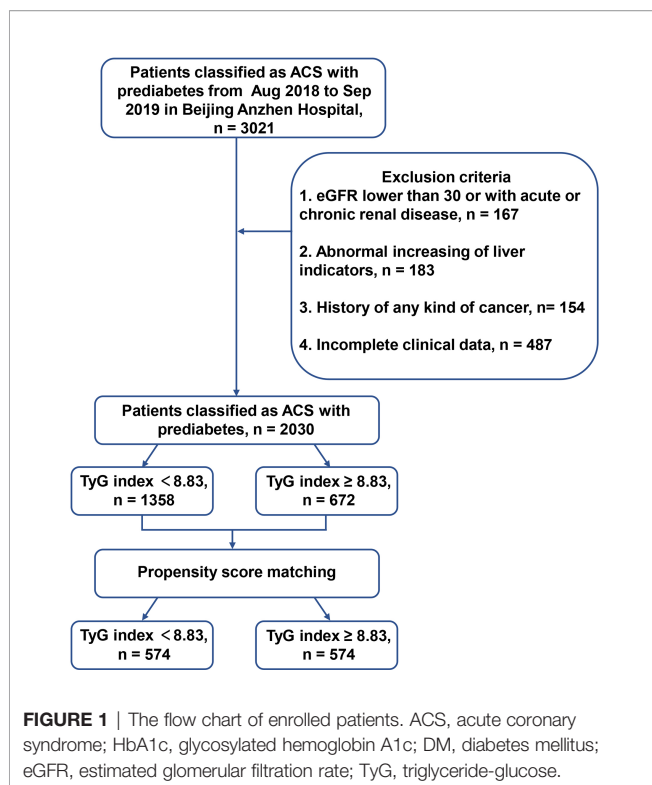 Patients classified as ACS with
prediabetes from Aug 2018 to Sep
2019 in Beijing Anzhen Hospital,
n = 3021
Exclusion criteria
1. eGFR lower than 30 or with acute or
chronic renal disease, n = 167
2. Abnormal increasing of liver
indicators, n = 183
3. History of any kind of cancer, n= 154
4. Incomplete clinical data, n = 487
Patients classified as ACS with
prediabetes, n = 2030
TyG index <8.83,
n = 1358
TyG index ≥ 8.83,
n = 672
Propensity score matching
TyG index <8.83,
n = 574
TyG index ≥ 8.83,
n = 574
FIGURE 1 | The flow chart of enrolled patients. ACS, acute coronary
syndrome; HbA1c, glycosylated hemoglobin A1c; DM, diabetes mellitus;
eGFR, estimated glomerular filtration rate; TyG, triglyceride-glucose.